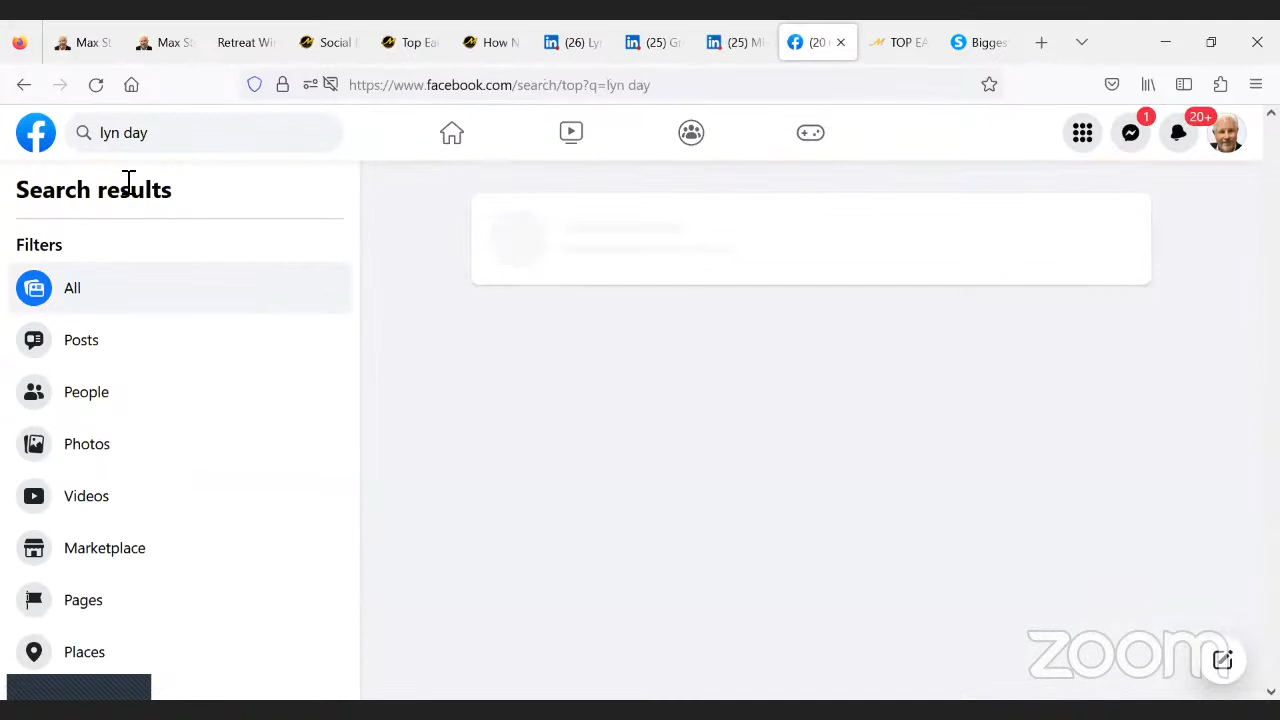 Max St
Max St
Retreat Wi
Social
Top Ea
How N
(26) Ly
(25) G
(25) Mi
(20
TOP EA
Bigges
https://www.facebook.com/search/top?q=lyn day
lyn day
1
20+
Search results
Filters
All
Posts
People
Photos
Videos
Marketplace
Pages
Places
zoom